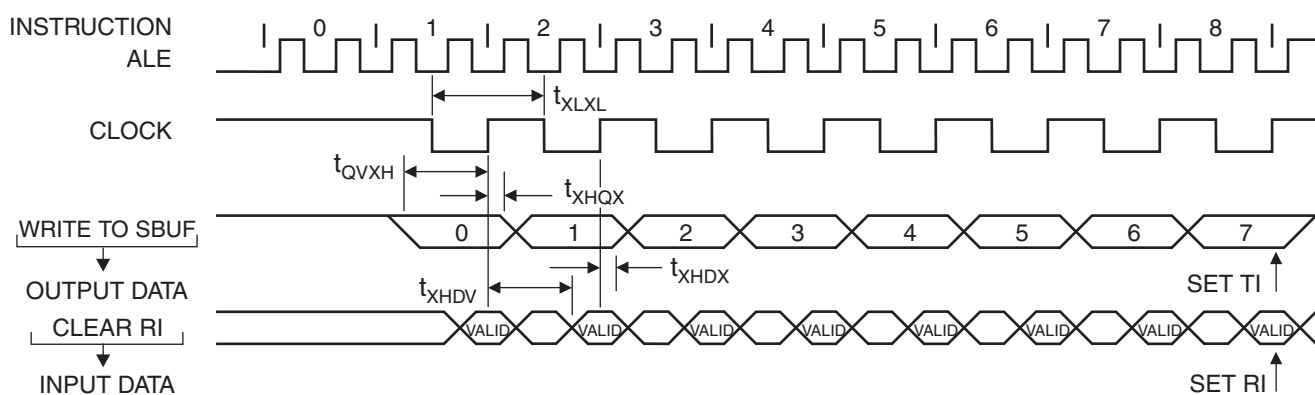 INSTRUCTION 0 1 2 3 4 5 6 7 8
ALE
tXLXL
CLOCK
tQVXH
tXHQX
WRITE TO SBUF 0 1 2 3 4 5 6 7
tXHDX
SET TI
OUTPUT DATA
tXHDV
CLEAR RI VALID VALID VALID VALID VALID VALID VALID VALID
SET RI
INPUT DATA